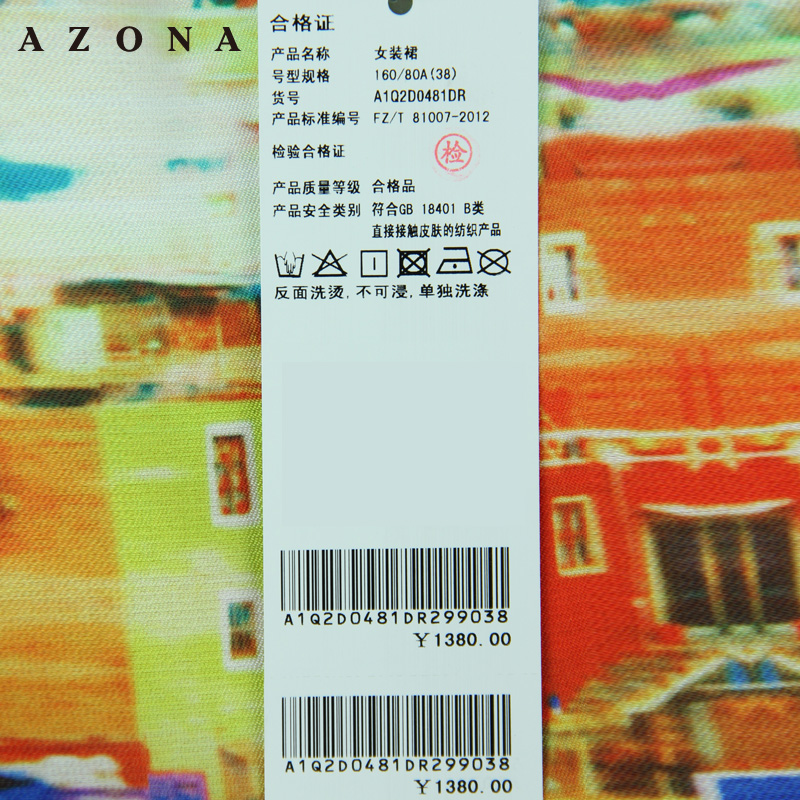 AZONA
合格证
产品名称 女装裙
号型规格 160/80A(38)
货号 A1Q2D0481DR
产品标准编号 FZ/T 81007-2012
检验合格证 检
产品质量等级 合格品
产品安全类别 符合GB 18401 B类
直接接触皮肤的纺织产品
反面洗烫,不可浸,单独洗涤
A1Q2D0481DR299038
¥1380.00
A1Q2D0481DR299038
¥1380.00